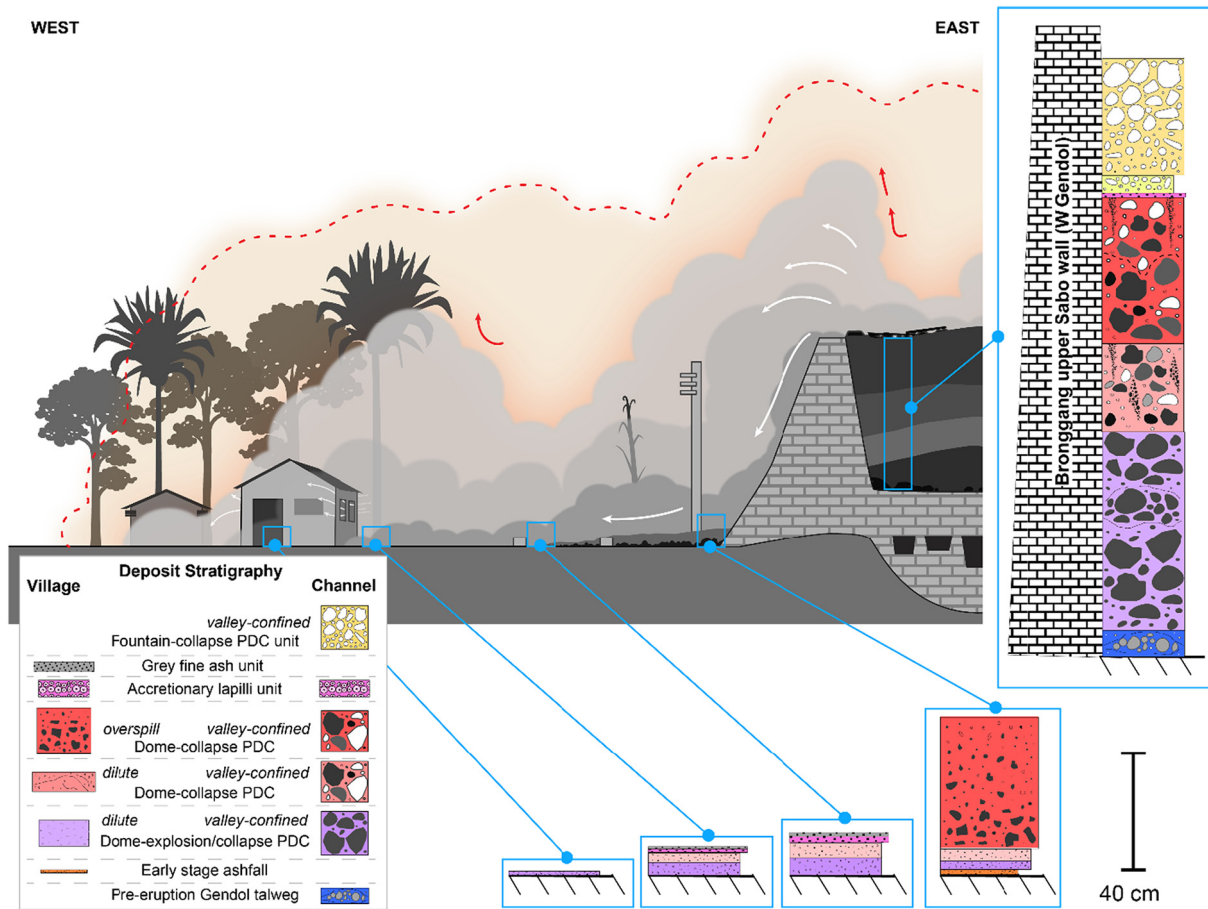 WEST
EAST
Bronggang upper Sabo wall (W Gendol)
Deposit Stratigraphy
Village
Channel
valley-confined
Fountain-collapse PDC unit
Grey fine ash unit
Accretionary lapilli unit
overspill valley-confined
Dome-collapse PDC
dilute valley-confined
Dome-collapse PDC
dilute valley-confined
Dome-explosion/collapse PDC
Early stage ashfall
Pre-eruption Gendol talweg
40 cm